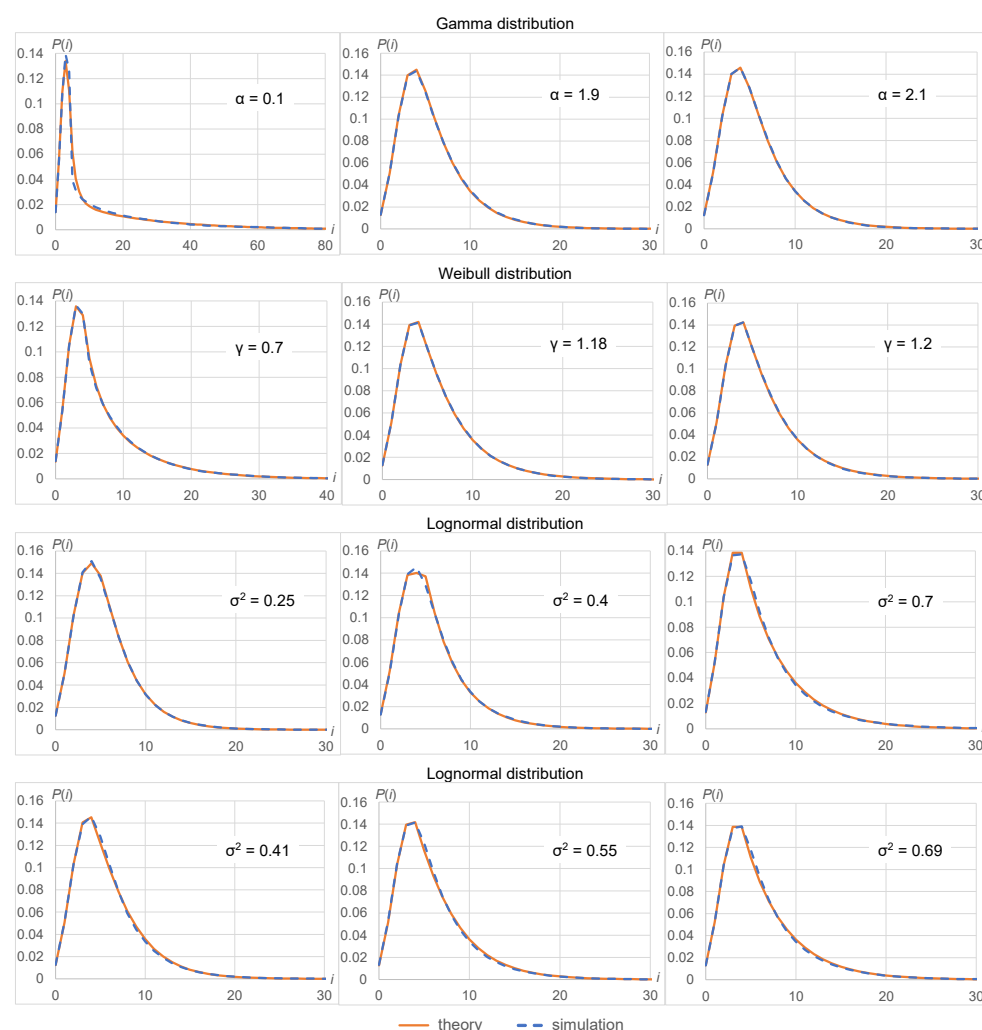 Gamma distribution
P(i) P(i) P(i)
0.14 0.16 0.16
0.12 0.14 0.14
0.1 0.12 0.12
0.08 0.1 0.1
0.06 0.08 0.08
0.04 0.06 0.06
0.02 0.04 0.04
0 0.02 0.02
0 0
α = 0.1 α = 1.9 α = 2.1
0 20 40 60 80 i 0 10 20 30 i 0 10 20 30 i
Weibull distribution
P(i) P(i) P(i)
0.14 0.16 0.16
0.12 0.14 0.14
0.1 0.12 0.12
0.08 0.1 0.1
0.06 0.08 0.08
0.04 0.06 0.06
0.02 0.04 0.04
0 0.02 0.02
0 0
γ = 0.7 γ = 1.18 γ = 1.2
0 10 20 30 40 i 0 10 20 30 i 0 10 20 30 i
Lognormal distribution
P(i) P(i) P(i)
0.16 0.16 0.14
0.14 0.14 0.12
0.12 0.12 0.1
0.1 0.1 0.08
0.08 0.08 0.06
0.06 0.06 0.04
0.04 0.04 0.02
0.02 0.02 0
0 0
σ² = 0.25 σ² = 0.4 σ² = 0.7
0 10 20 30 i 0 10 20 30 i 0 10 20 30 i
Lognormal distribution
P(i) P(i) P(i)
0.16 0.16 0.16
0.14 0.14 0.14
0.12 0.12 0.12
0.1 0.1 0.1
0.08 0.08 0.08
0.06 0.06 0.06
0.04 0.04 0.04
0.02 0.02 0.02
0 0 0
σ² = 0.41 σ² = 0.55 σ² = 0.69
0 10 20 30 i 0 10 20 30 i 0 10 20 30 i
theory simulation